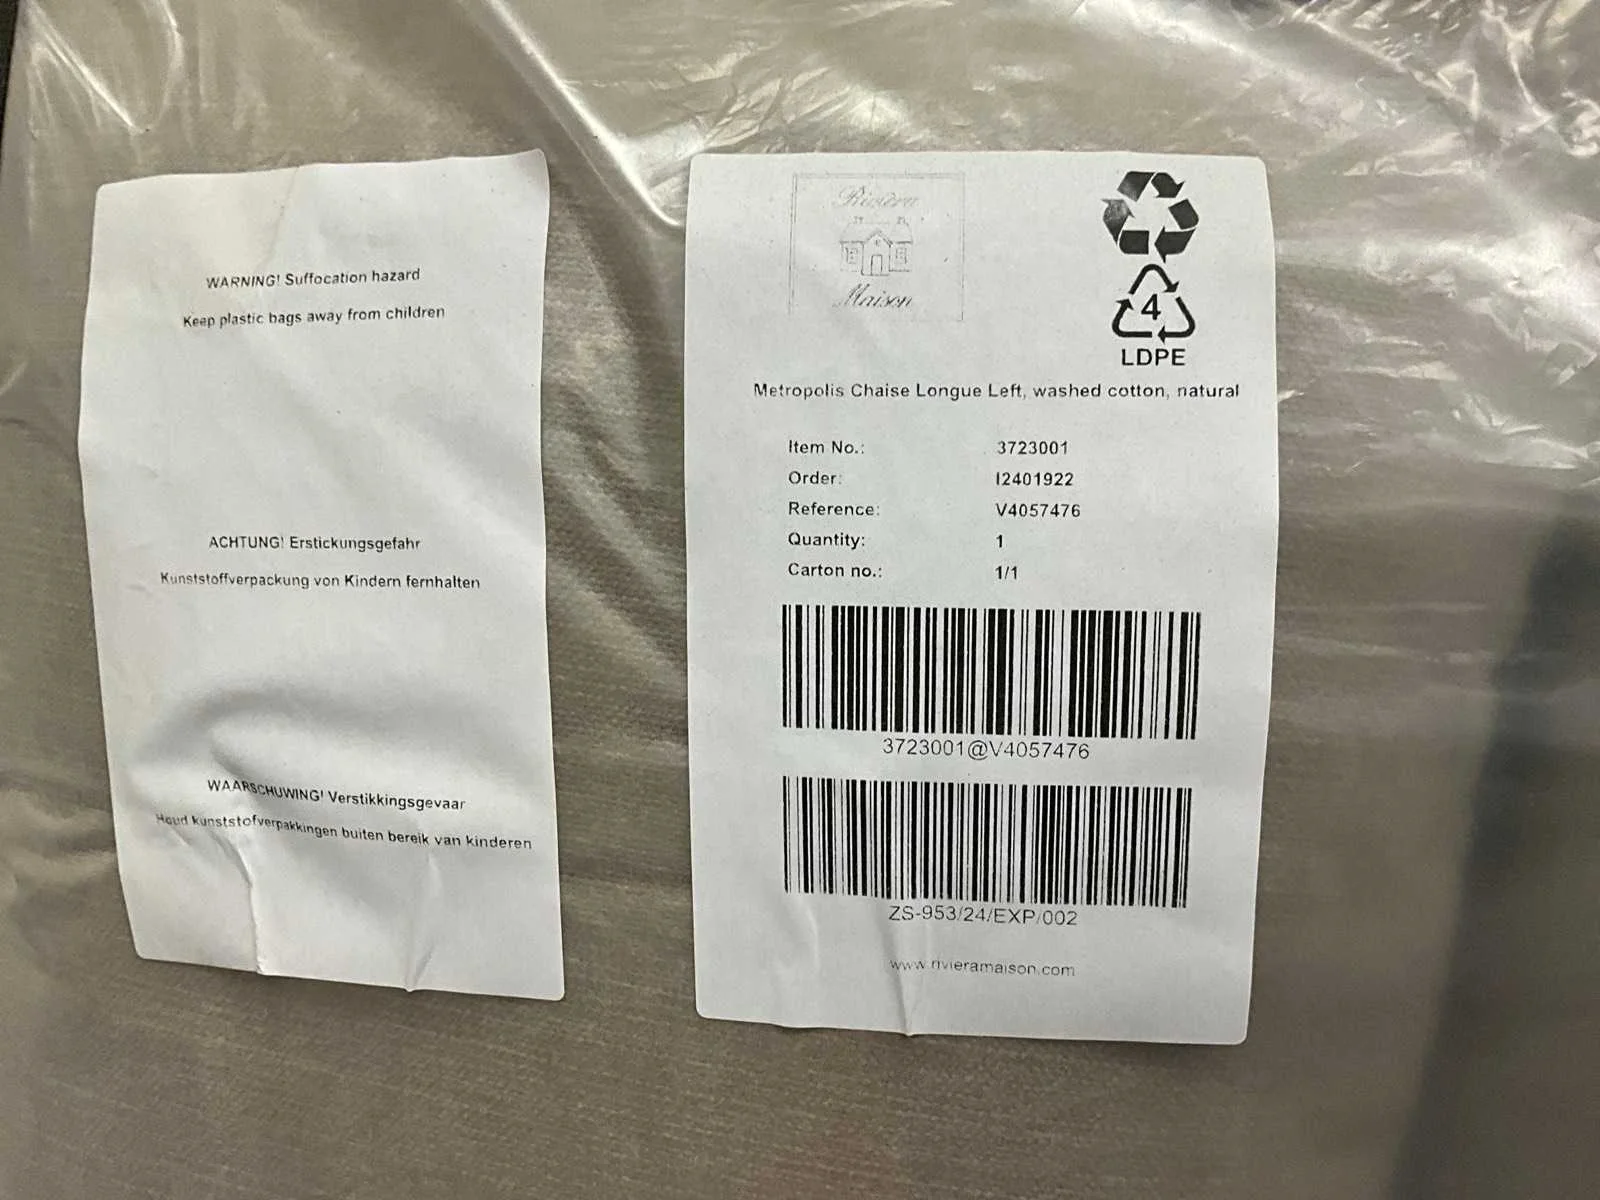 WARNING! Suffocation hazard
Keep plastic bags away from children
ACHTUNG! Erstickungsgefahr
Kunststoffverpackung von Kindern fernhalten
WAARSCHUWING! Verstikkingsgevaar
Houd kunststofverpakkingen buiten bereik van kinderen
Rivièra
Maison
4
LDPE
Metropolis Chaise Longue Left, washed cotton, natural
Item No.: 3723001
Order: I2401922
Reference: V4057476
Quantity: 1
Carton no.: 1/1
3723001@V4057476
ZS-953/24/EXP/002
www.rivieramaison.com